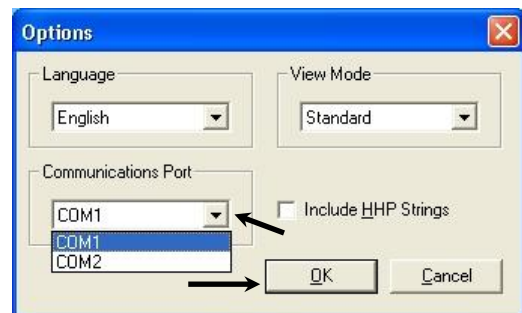 Options
Language
View Mode
English
Standard
Communications Port
COM1
Include HHP Strings
COM1
COM2
OK
Cancel